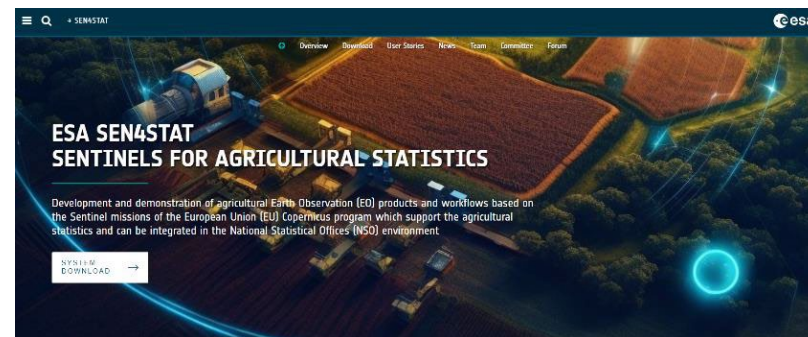 + SEN4STAT
esa
Overview Download User Stories News Team Committee Forum
ESA SEN4STAT
SENTINELS FOR AGRICULTURAL STATISTICS
Development and demonstration of agricultural Earth Observation (EO) products and workflows based on
the Sentinel missions of the European Union (EU) Copernicus program which support the agricultural
statistics and can be integrated in the National Statistical Offices (NSO) environment
SYSTEM
DOWNLOAD →